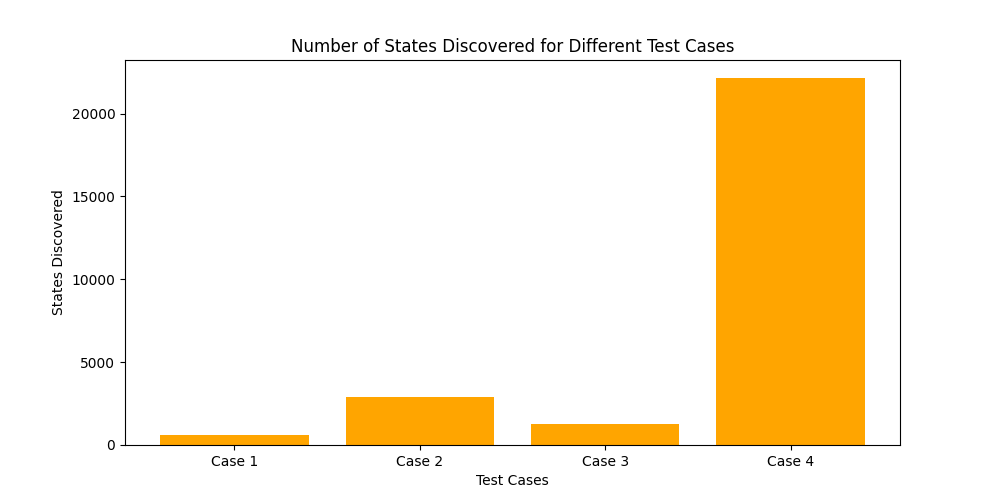 Number of States Discovered for Different Test Cases
States Discovered
20000
15000
10000
5000
0
Case 1
Case 2
Case 3
Case 4
Test Cases